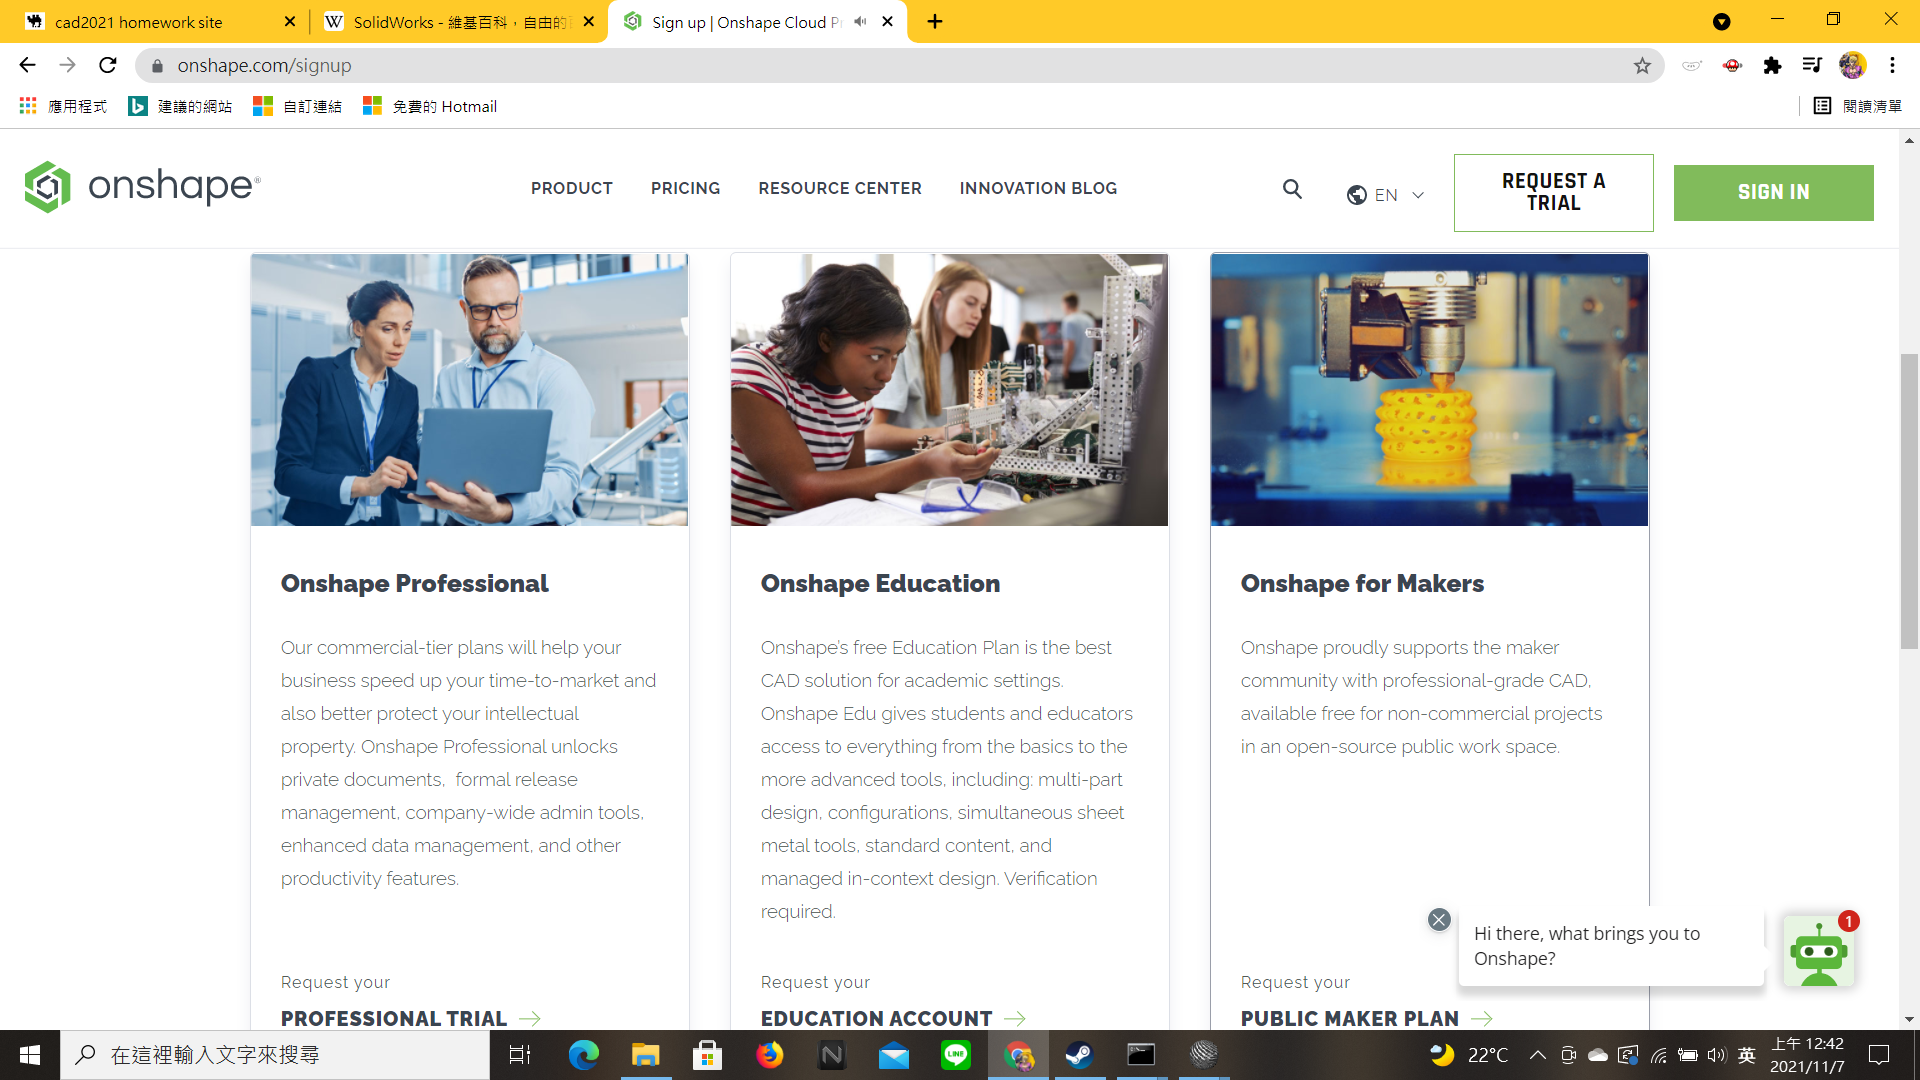 cad2021 homework site
SolidWorks - 維基百科，自由的
Sign up | Onshape Cloud P
onshape.com/signup
應用程式
建議的網站
自訂連結
免費的 Hotmail
閱讀清單
onshape®
PRODUCT
PRICING
RESOURCE CENTER
INNOVATION BLOG
EN
REQUEST A
TRIAL
SIGN IN
Onshape Professional
Our commercial-tier plans will help your
business speed up your time-to-market and
also better protect your intellectual
property. Onshape Professional unlocks
private documents,  formal release
management, company-wide admin tools,
enhanced data management, and other
productivity features.
Request your
PROFESSIONAL TRIAL
Onshape Education
Onshape's free Education Plan is the best
CAD solution for academic settings.
Onshape Edu gives students and educators
access to everything from the basics to the
more advanced tools, including: multi-part
design, configurations, simultaneous sheet
metal tools, standard content, and
managed in-context design. Verification
required.
Request your
EDUCATION ACCOUNT
Onshape for Makers
Onshape proudly supports the maker
community with professional-grade CAD,
available free for non-commercial projects
in an open-source public work space.
Request your
PUBLIC MAKER PLAN
Hi there, what brings you to
Onshape?
1
在這裡輸入文字來搜尋
LINE
22°C
英
上午 12:42
2021/11/7